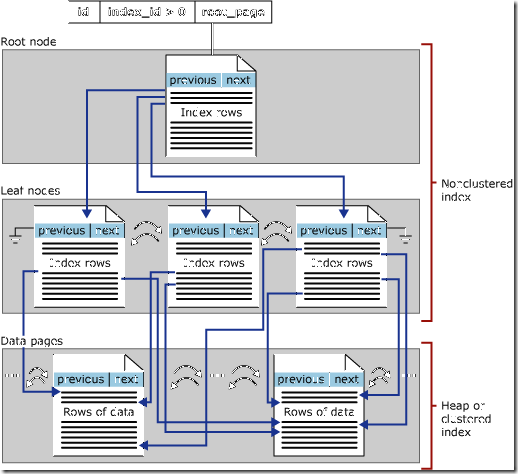 id index_id > 0 root_page
Root node
previous next
Index rows
Nonclustered
index
Leaf nodes
previous next previous next previous next
Index rows Index rows Index rows
Data pages
previous next previous next
Rows of data Rows of data
Heap or
clustered
index